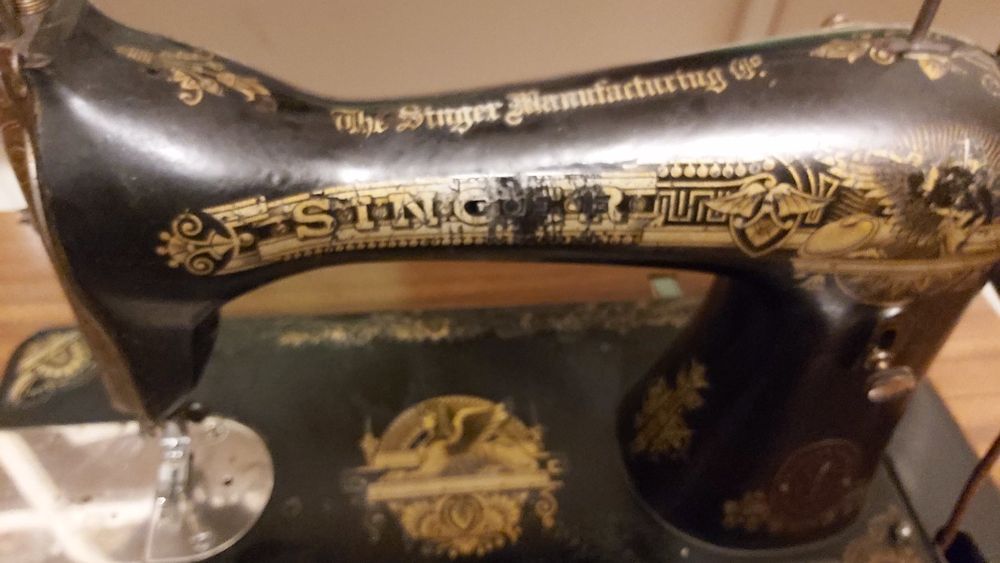 The Singer Manufacturing Co.
SINGER